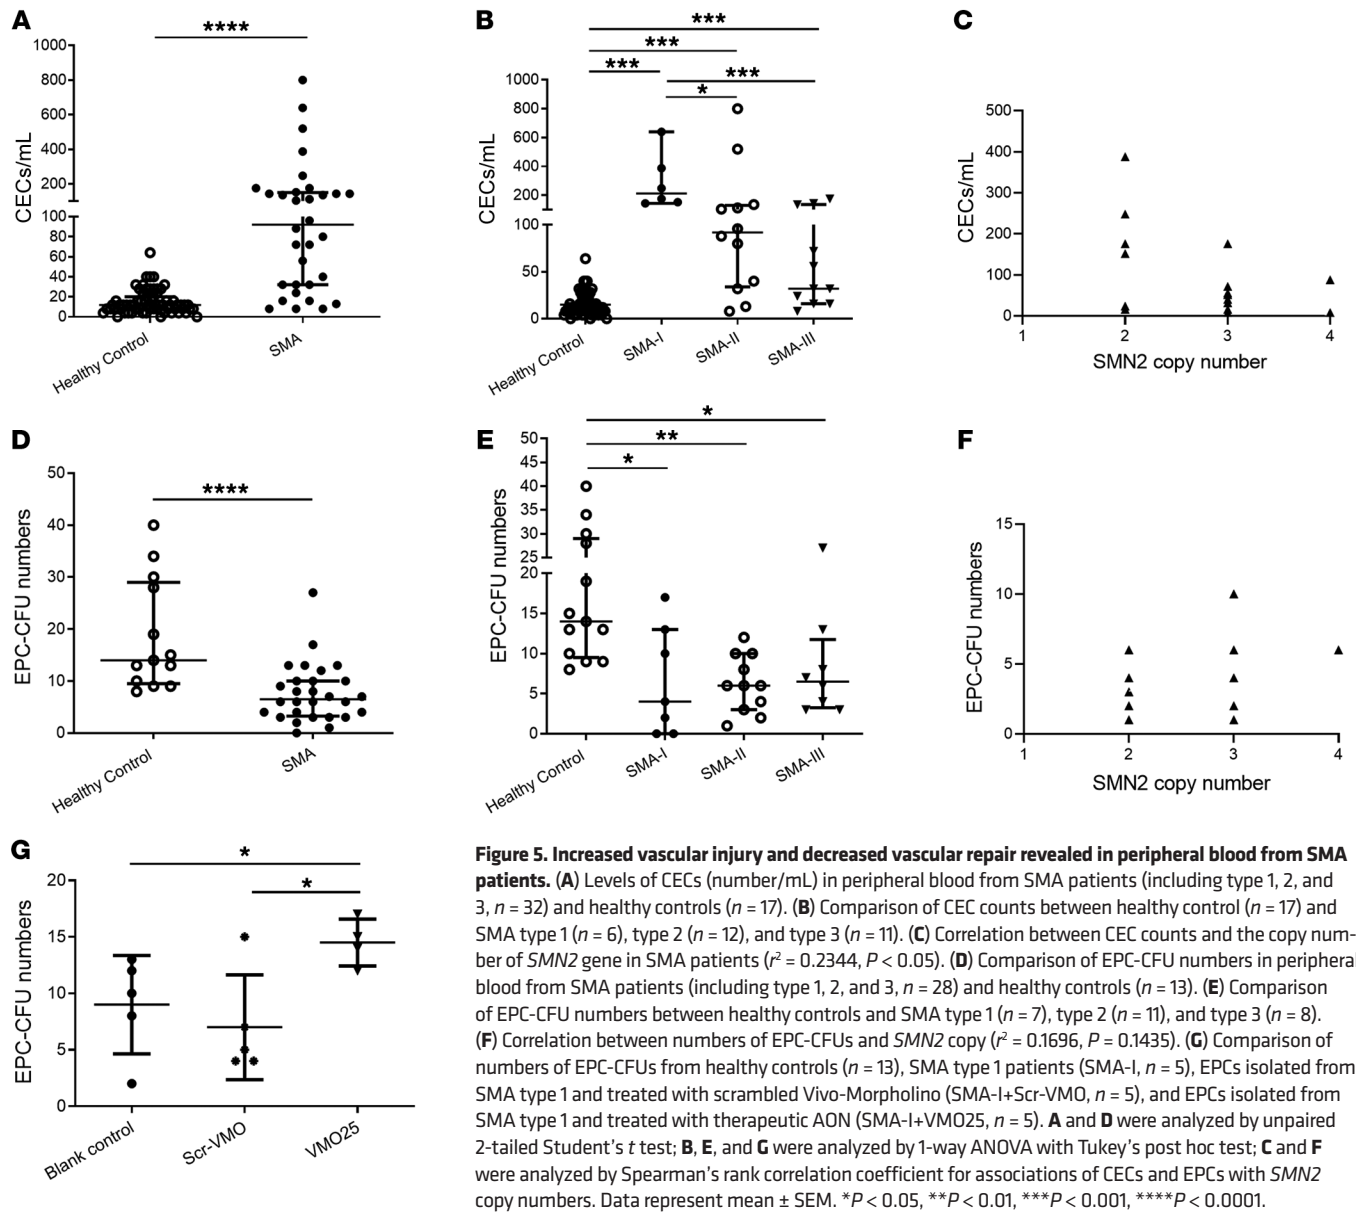 A
****
1000
800
600
400
200
100
80
60
40
20
0
CECs/mL
Healthy Control
SMA
B
***
***
***
***
*
1000
800
600
400
200
100
50
0
CECs/mL
Healthy Control
SMA-I
SMA-II
SMA-III
C
500
400
300
200
100
0
CECs/mL
1 2 3 4
SMN2 copy number
D
****
50
40
30
20
10
0
EPC-CFU numbers
Healthy Control
SMA
E
*
**
*
50
45
40
35
30
25
20
15
10
5
0
EPC-CFU numbers
Healthy Control
SMA-I
SMA-II
SMA-III
F
15
10
5
0
EPC-CFU numbers
1 2 3 4
SMN2 copy number
G
*
*
20
15
10
5
0
EPC-CFU numbers
Blank control
Scr-VMO
VMO25
Figure 5. Increased vascular injury and decreased vascular repair revealed in peripheral blood from SMA
patients. (A) Levels of CECs (number/mL) in peripheral blood from SMA patients (including type 1, 2, and
3, n = 32) and healthy controls (n = 17). (B) Comparison of CEC counts between healthy control (n = 17) and
SMA type 1 (n = 6), type 2 (n = 12), and type 3 (n = 11). (C) Correlation between CEC counts and the copy num-
ber of SMN2 gene in SMA patients (r² = 0.2344, P < 0.05). (D) Comparison of EPC-CFU numbers in peripheral
blood from SMA patients (including type 1, 2, and 3, n = 28) and healthy controls (n = 13). (E) Comparison
of EPC-CFU numbers between healthy controls and SMA type 1 (n = 7), type 2 (n = 11), and type 3 (n = 8).
(F) Correlation between numbers of EPC-CFUs and SMN2 copy (r² = 0.1696, P = 0.1435). (G) Comparison of
numbers of EPC-CFUs from healthy controls (n = 13), SMA type 1 patients (SMA-I, n = 5), EPCs isolated from
SMA type 1 and treated with scrambled Vivo-Morpholino (SMA-I+Scr-VMO, n = 5), and EPCs isolated from
SMA type 1 and treated with therapeutic AON (SMA-I+VMO25, n = 5). A and D were analyzed by unpaired
2-tailed Student's t test; B, E, and G were analyzed by 1-way ANOVA with Tukey's post hoc test; C and F
were analyzed by Spearman's rank correlation coefficient for associations of CECs and EPCs with SMN2
copy numbers. Data represent mean ± SEM. *P < 0.05, **P < 0.01, ***P < 0.001, ****P < 0.0001.